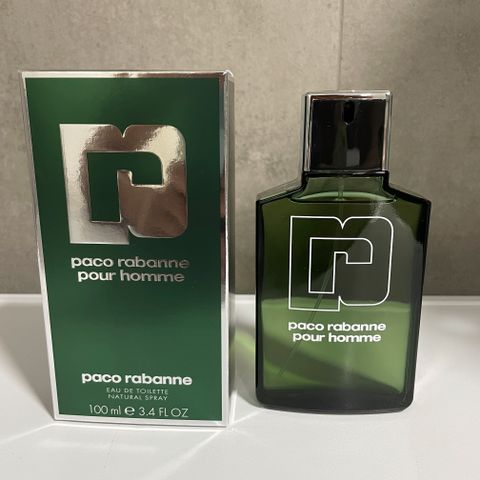 paco rabanne
pour homme
paco rabanne
EAU DE TOILETTE
NATURAL SPRAY
100 ml ℮ 3.4 FL OZ
paco rabanne
pour homme